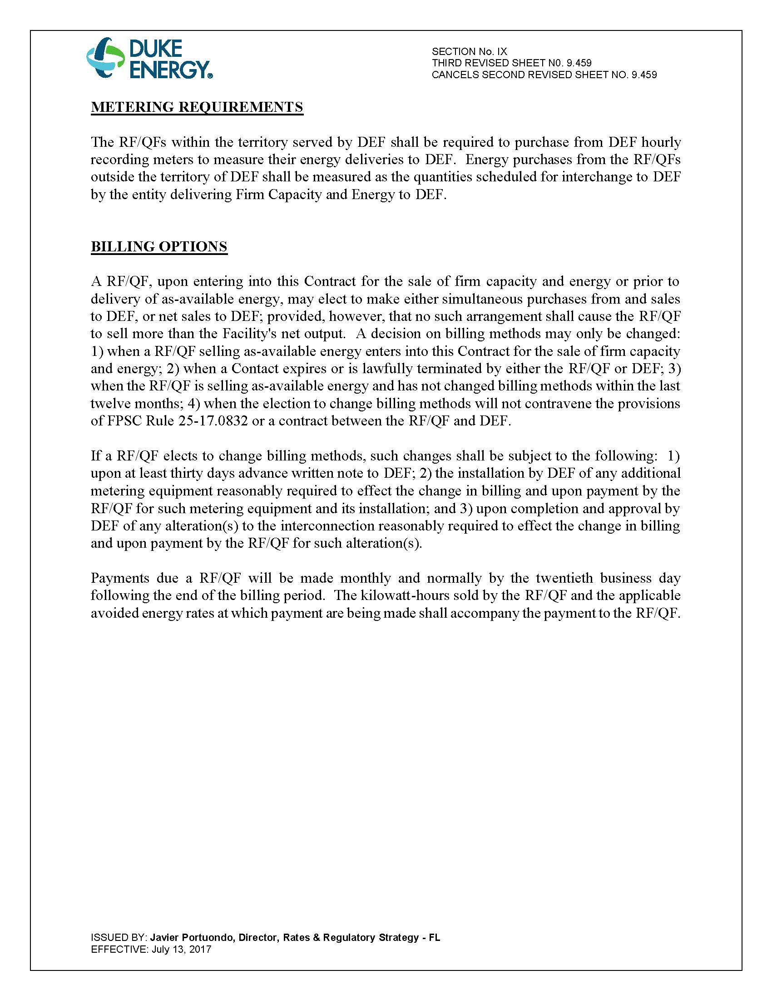 DUKE
ENERGY®
SECTION No. IX
THIRD REVISED SHEET N0. 9.459
CANCELS SECOND REVISED SHEET NO. 9.459
METERING REQUIREMENTS
The RF/QFs within the territory served by DEF shall be required to purchase from DEF hourly
recording meters to measure their energy deliveries to DEF.  Energy purchases from the RF/QFs
outside the territory of DEF shall be measured as the quantities scheduled for interchange to DEF
by the entity delivering Firm Capacity and Energy to DEF.
BILLING OPTIONS
A RF/QF, upon entering into this Contract for the sale of firm capacity and energy or prior to
delivery of as-available energy, may elect to make either simultaneous purchases from and sales
to DEF, or net sales to DEF; provided, however, that no such arrangement shall cause the RF/QF
to sell more than the Facility's net output.  A decision on billing methods may only be changed:
1) when a RF/QF selling as-available energy enters into this Contract for the sale of firm capacity
and energy; 2) when a Contact expires or is lawfully terminated by either the RF/QF or DEF; 3)
when the RF/QF is selling as-available energy and has not changed billing methods within the last
twelve months; 4) when the election to change billing methods will not contravene the provisions
of FPSC Rule 25-17.0832 or a contract between the RF/QF and DEF.
If a RF/QF elects to change billing methods, such changes shall be subject to the following:  1)
upon at least thirty days advance written note to DEF; 2) the installation by DEF of any additional
metering equipment reasonably required to effect the change in billing and upon payment by the
RF/QF for such metering equipment and its installation; and 3) upon completion and approval by
DEF of any alteration(s) to the interconnection reasonably required to effect the change in billing
and upon payment by the RF/QF for such alteration(s).
Payments due a RF/QF will be made monthly and normally by the twentieth business day
following the end of the billing period.  The kilowatt-hours sold by the RF/QF and the applicable
avoided energy rates at which payment are being made shall accompany the payment to the RF/QF.
ISSUED BY: Javier Portuondo, Director, Rates & Regulatory Strategy - FL
EFFECTIVE: July 13, 2017